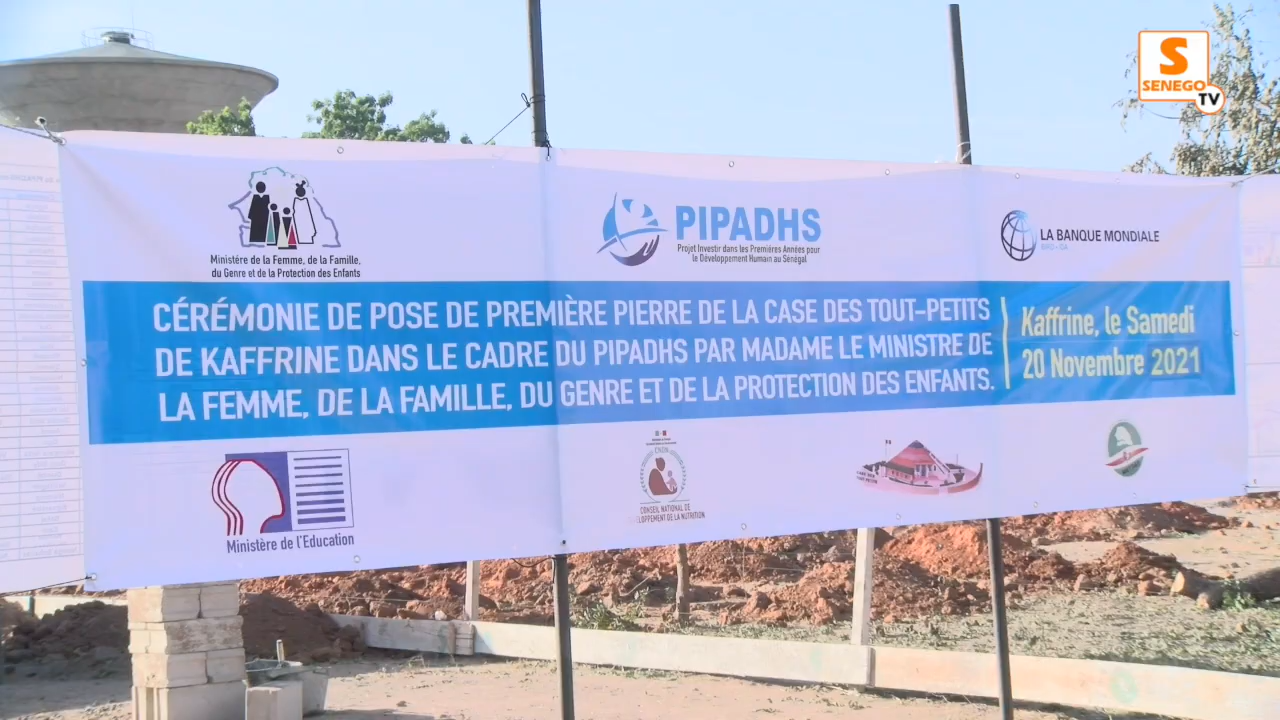 S
SENEGO
TV
Ministère de la Femme, de la Famille,
du Genre et de la Protection des Enfants
PIPADHS
Projet Investir dans les Premières Années pour
le Développement Humain au Sénégal
LA BANQUE MONDIALE
BIRD • IDA
CÉRÉMONIE DE POSE DE PREMIÈRE PIERRE DE LA CASE DES TOUT-PETITS
DE KAFFRINE DANS LE CADRE DU PIPADHS PAR MADAME LE MINISTRE DE
LA FEMME, DE LA FAMILLE, DU GENRE ET DE LA PROTECTION DES ENFANTS.
Kaffrine, le Samedi
20 Novembre 2021
Ministère de l'Education
CONSEIL NATIONAL DE
DÉVELOPPEMENT DE LA NUTRITION